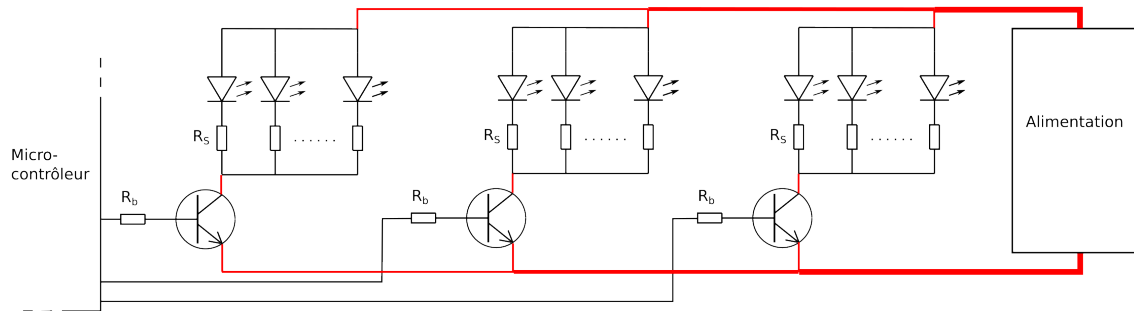 R_S
......
R_S
......
R_S
......
Alimentation
Micro-
contrôleur
R_b
R_b
R_b